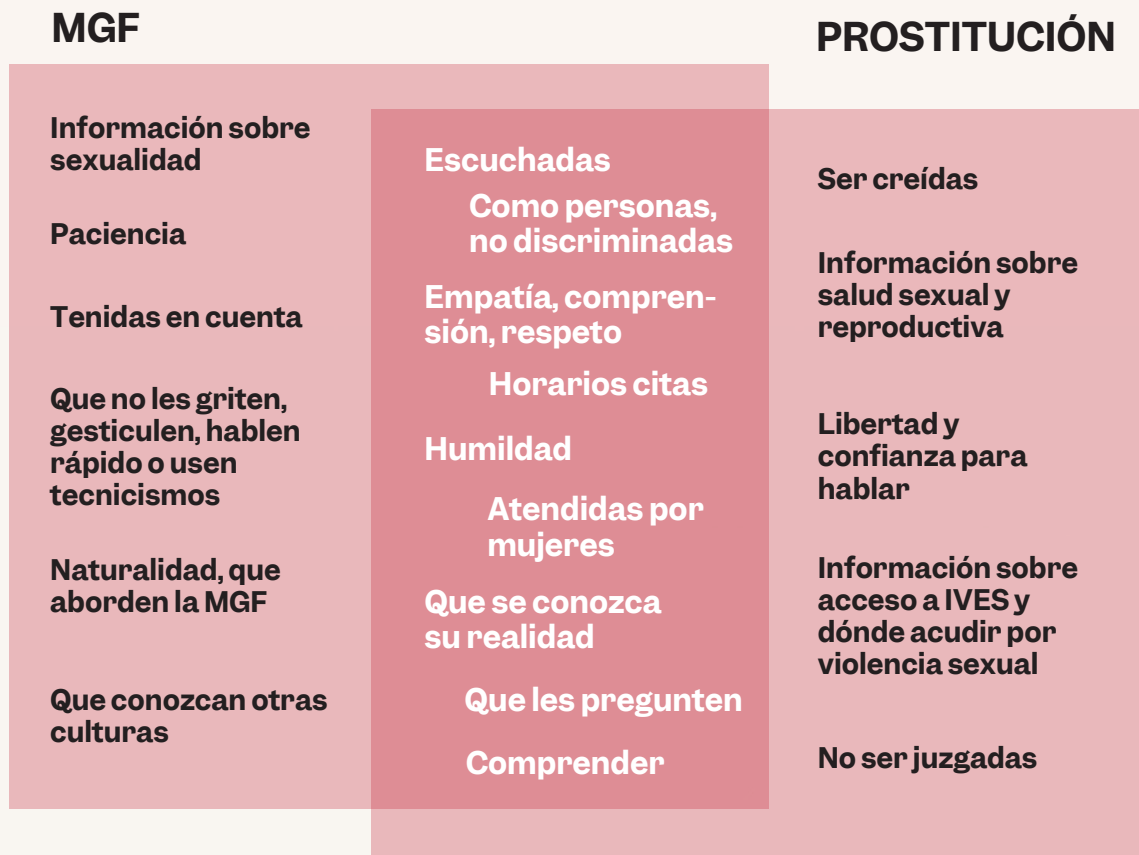 MGF
Información sobre
sexualidad
Paciencia
Tenidas en cuenta
Que no les griten,
gesticulen, hablen
rápido o usen
tecnicismos
Naturalidad, que
aborden la MGF
Que conozcan otras
culturas
Escuchadas
Como personas,
no discriminadas
Empatía, compren-
sión, respeto
Horarios citas
Humildad
Atendidas por
mujeres
Que se conozca
su realidad
Que les pregunten
Comprender
PROSTITUCIÓN
Ser creídas
Información sobre
salud sexual y
reproductiva
Libertad y
confianza para
hablar
Información sobre
acceso a IVES y
dónde acudir por
violencia sexual
No ser juzgadas